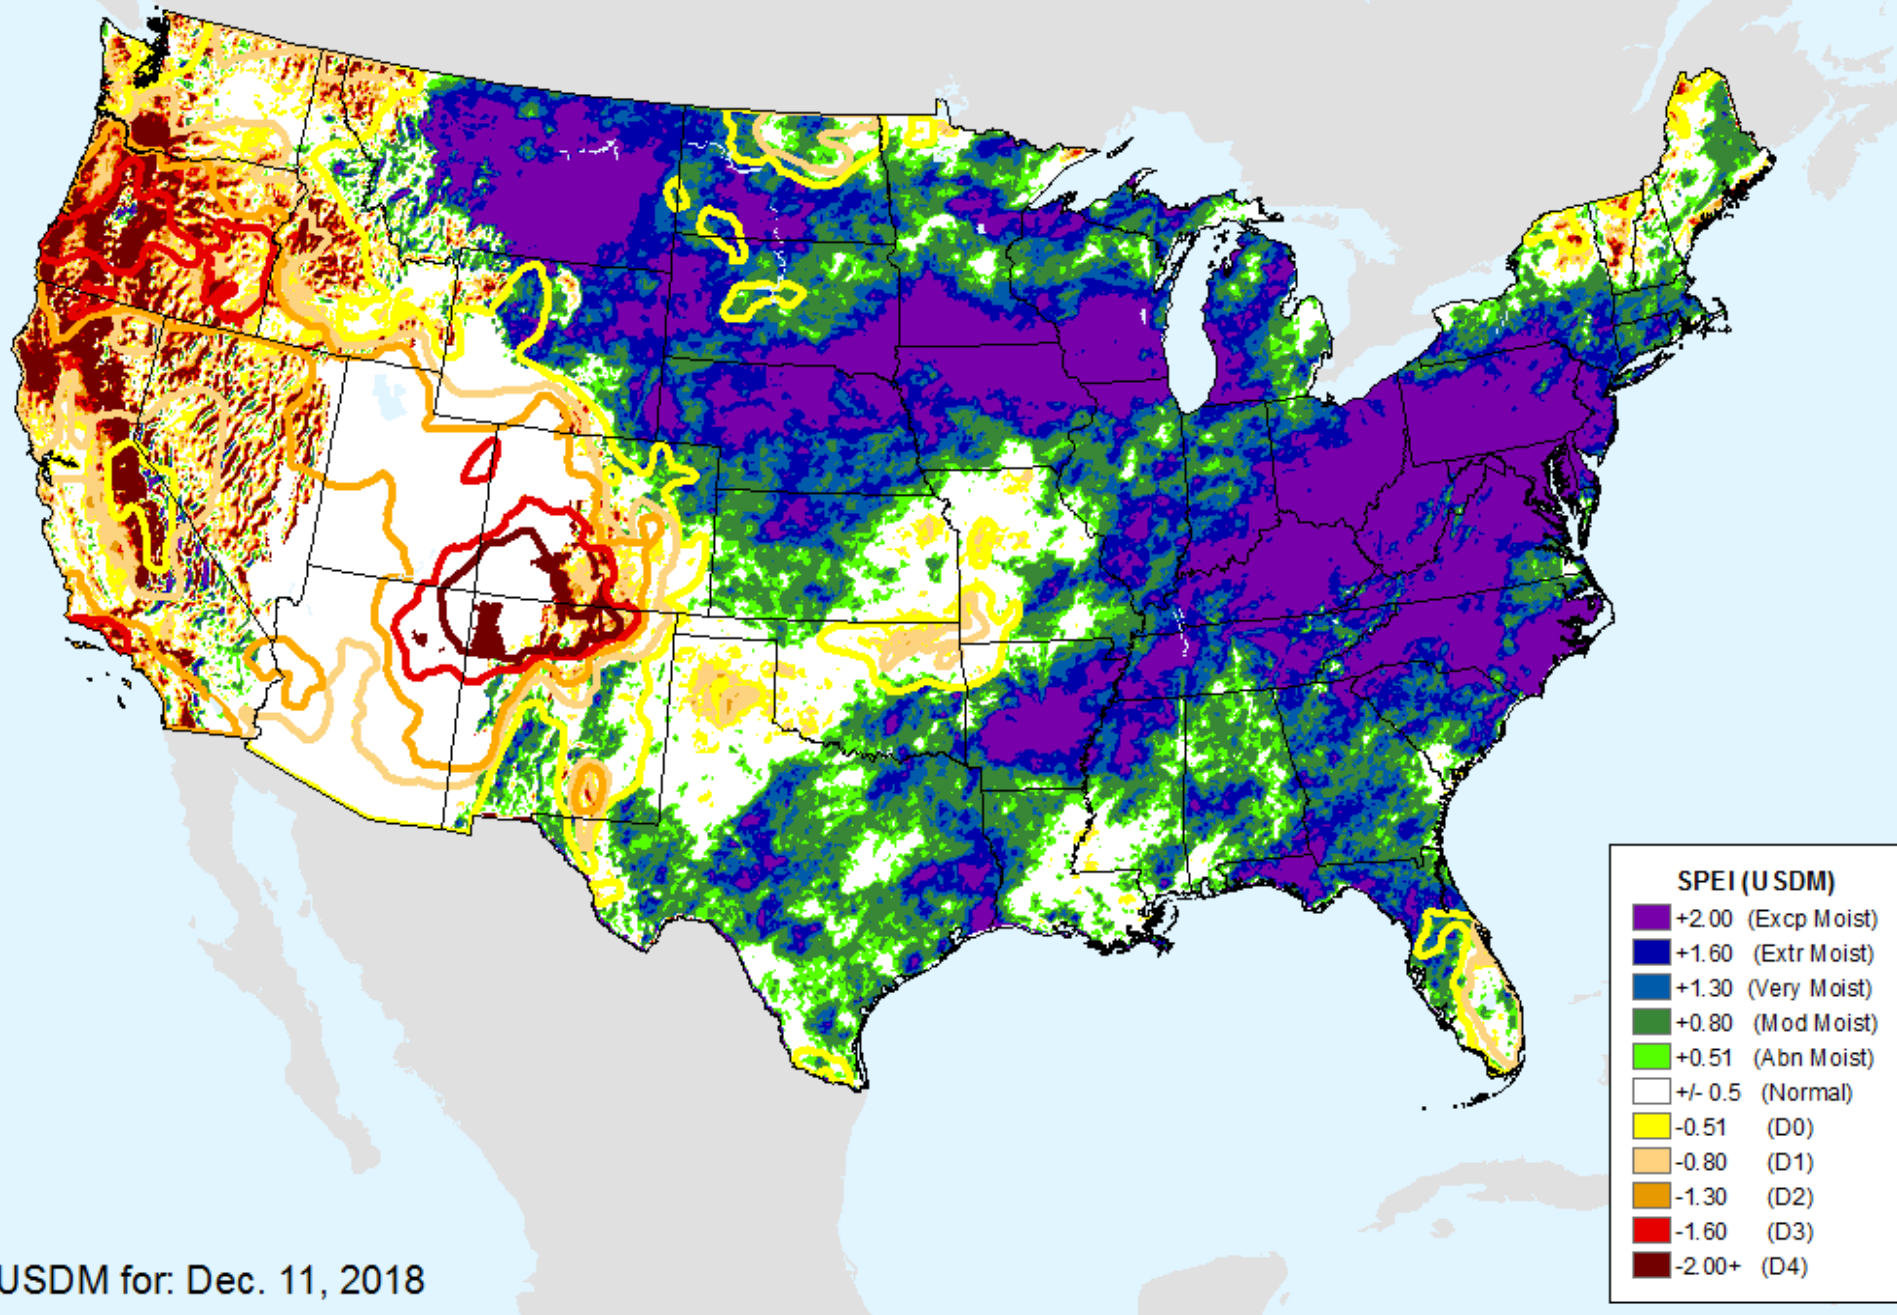 SPEI (USDM)
+2.00 (Excp Moist)
+1.60 (Extr Moist)
+1.30 (Very Moist)
+0.80 (Mod Moist)
+0.51 (Abn Moist)
+/- 0.5 (Normal)
-0.51 (D0)
-0.80 (D1)
-1.30 (D2)
-1.60 (D3)
-2.00+ (D4)
USDM for: Dec. 11, 2018